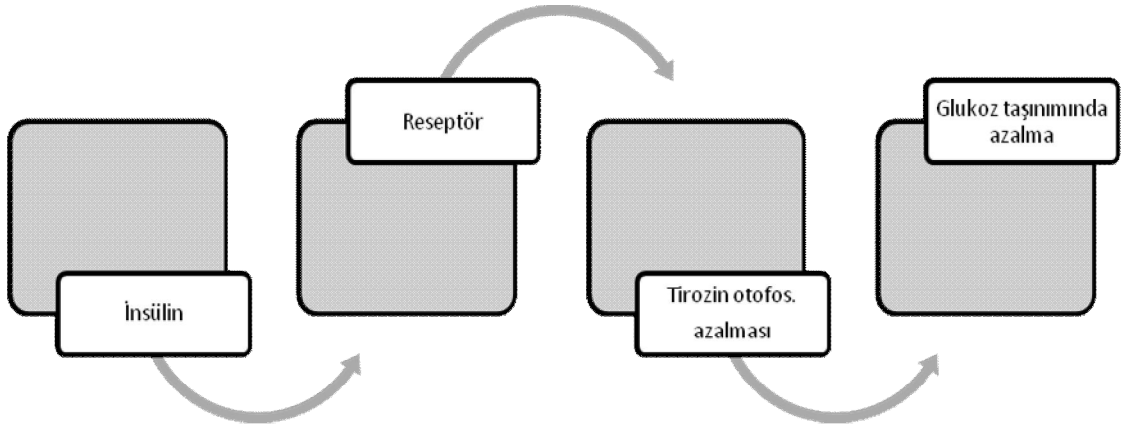 İnsülin
Reseptör
Tirozin otofos.
azalması
Glukoz taşınımında
azalma